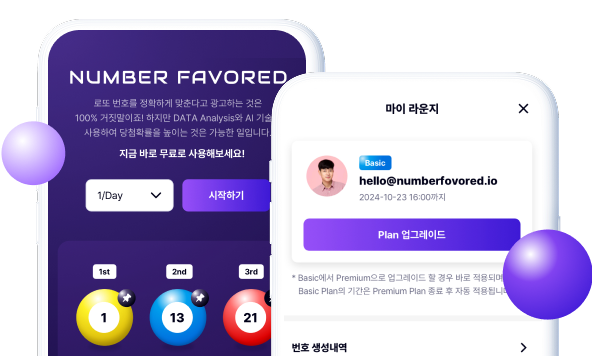 NUMBER FAVORED
로또 번호를 정확하게 맞춘다고 광고하는 것은
100% 거짓말이죠! 하지만 DATA Analysis와 AI 기술
사용하여 당첨확률을 높이는 것은 가능한 일입니다.
지금 바로 무료로 사용해보세요!
1/Day
시작하기
1st
2nd
3rd
1
13
21
마이 라운지
Basic
hello@numberfovored.io
2024-10-23 16:00까지
Plan 업그레이드
* Basic에서 Premium으로 업그레이드 할 경우 바로 적용되며
Basic Plan의 기간은 Premium Plan 종료 후 자동 적용됩니
번호 생성내역